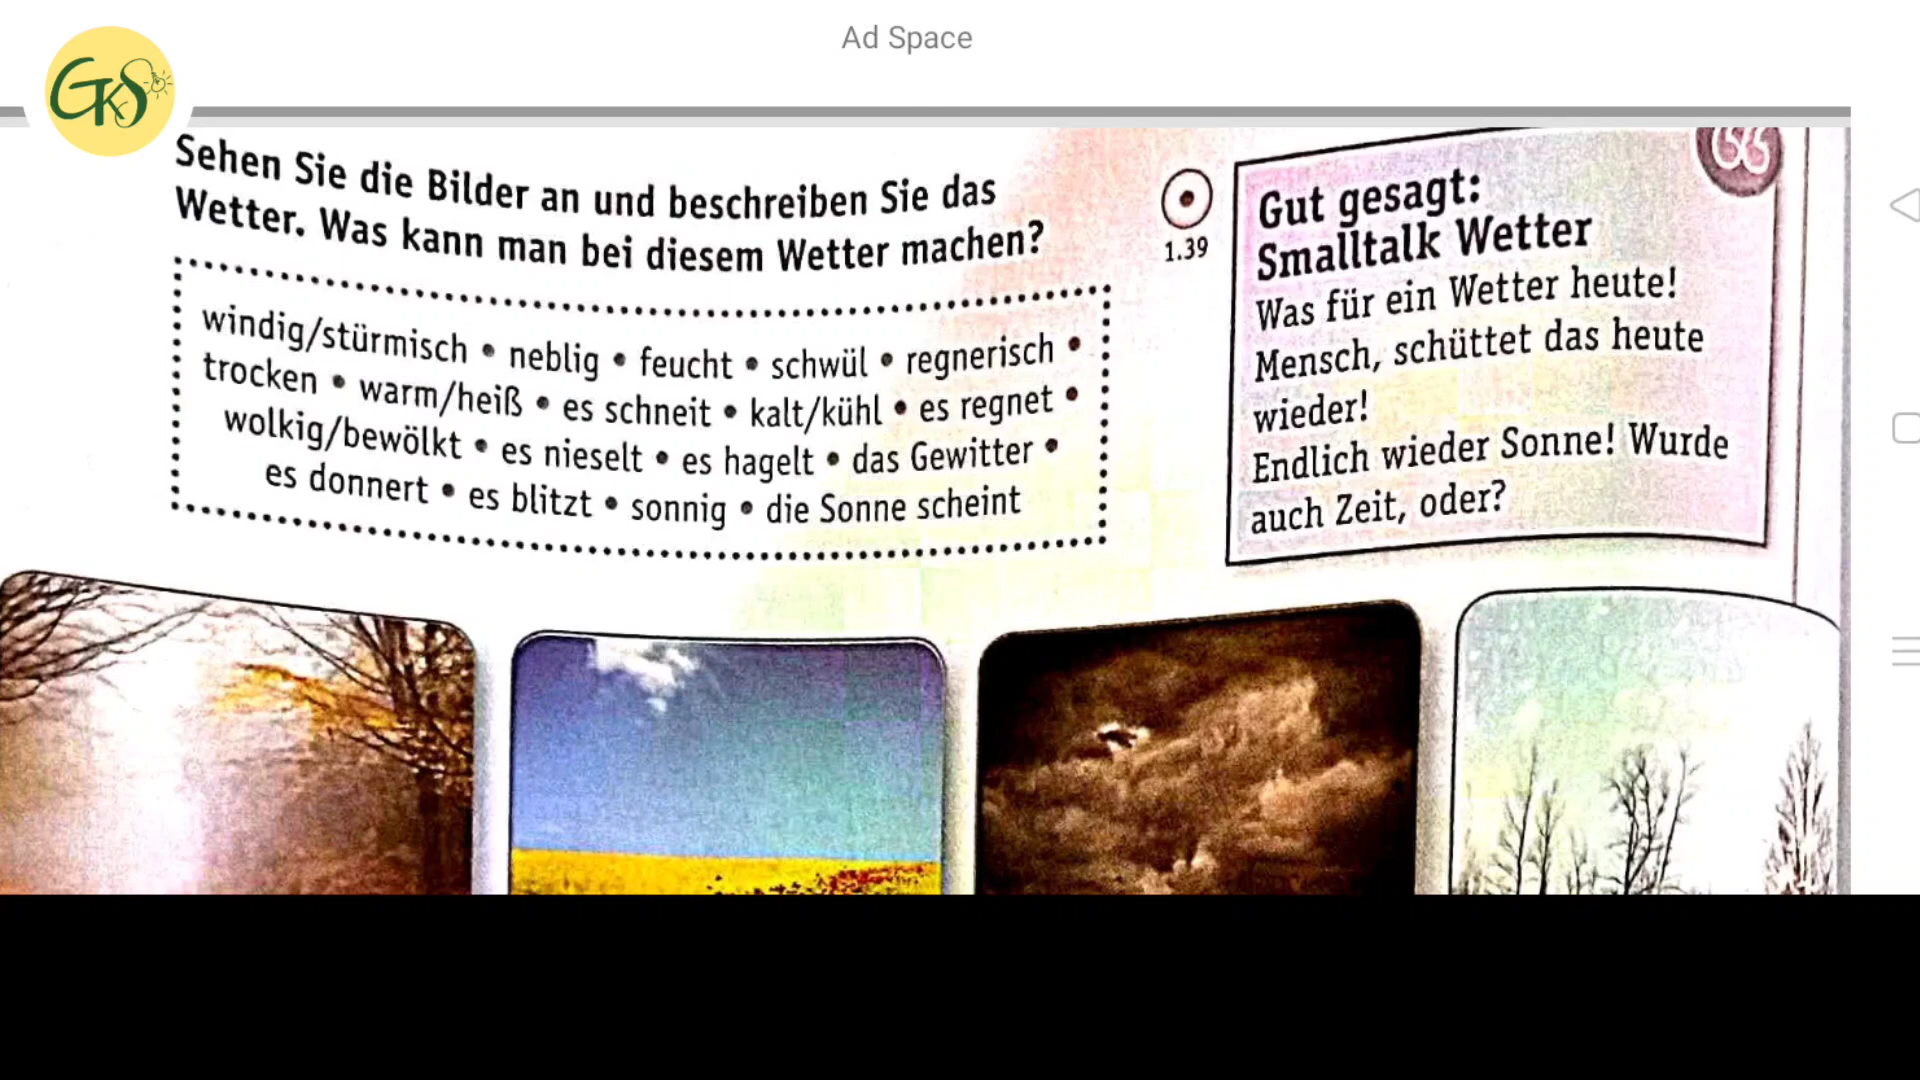 Ad Space
GKS
Sehen Sie die Bilder an und beschreiben Sie das
Wetter. Was kann man bei diesem Wetter machen?
windig/stürmisch • neblig • feucht • schwül • regnerisch •
trocken • warm/heiß • es schneit • kalt/kühl • es regnet •
wolkig/bewölkt • es nieselt • es hagelt • das Gewitter •
es donnert • es blitzt • sonnig • die Sonne scheint
1.39
Gut gesagt:
Smalltalk Wetter
Was für ein Wetter heute!
Mensch, schüttet das heute
wieder!
Endlich wieder Sonne! Wurde
auch Zeit, oder?